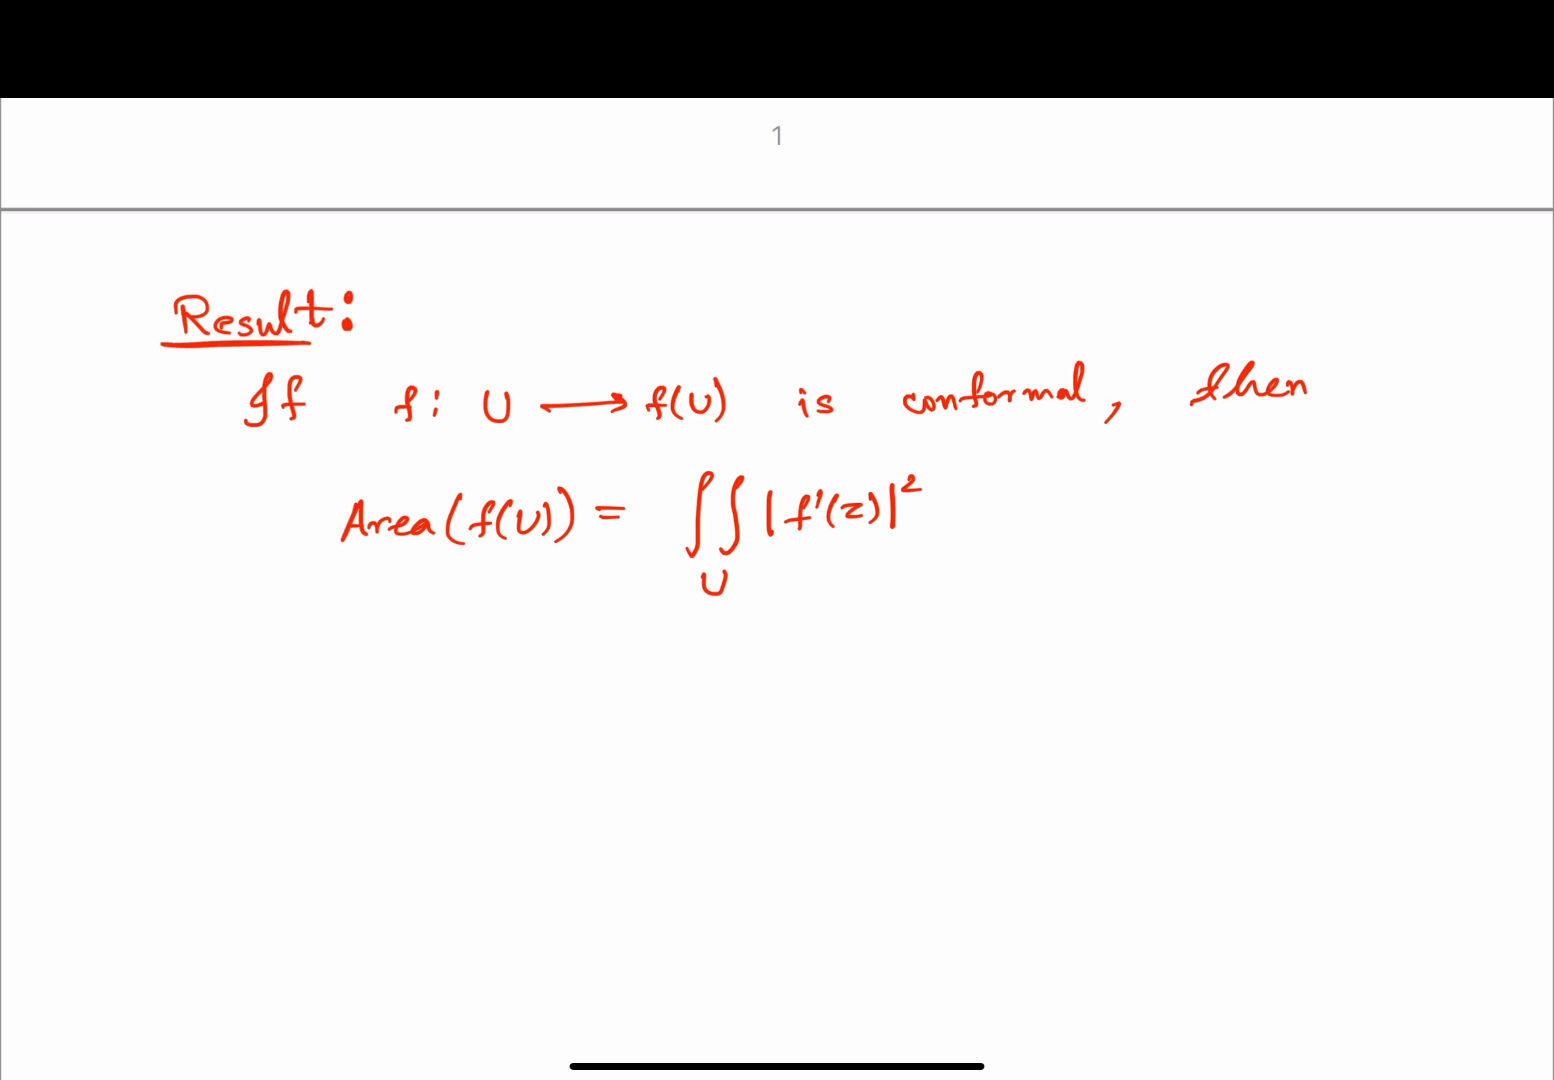 1
Result:
If f: U ⟶ f(U) is conformal, then
Area(f(U)) = ∬_U |f'(z)|²